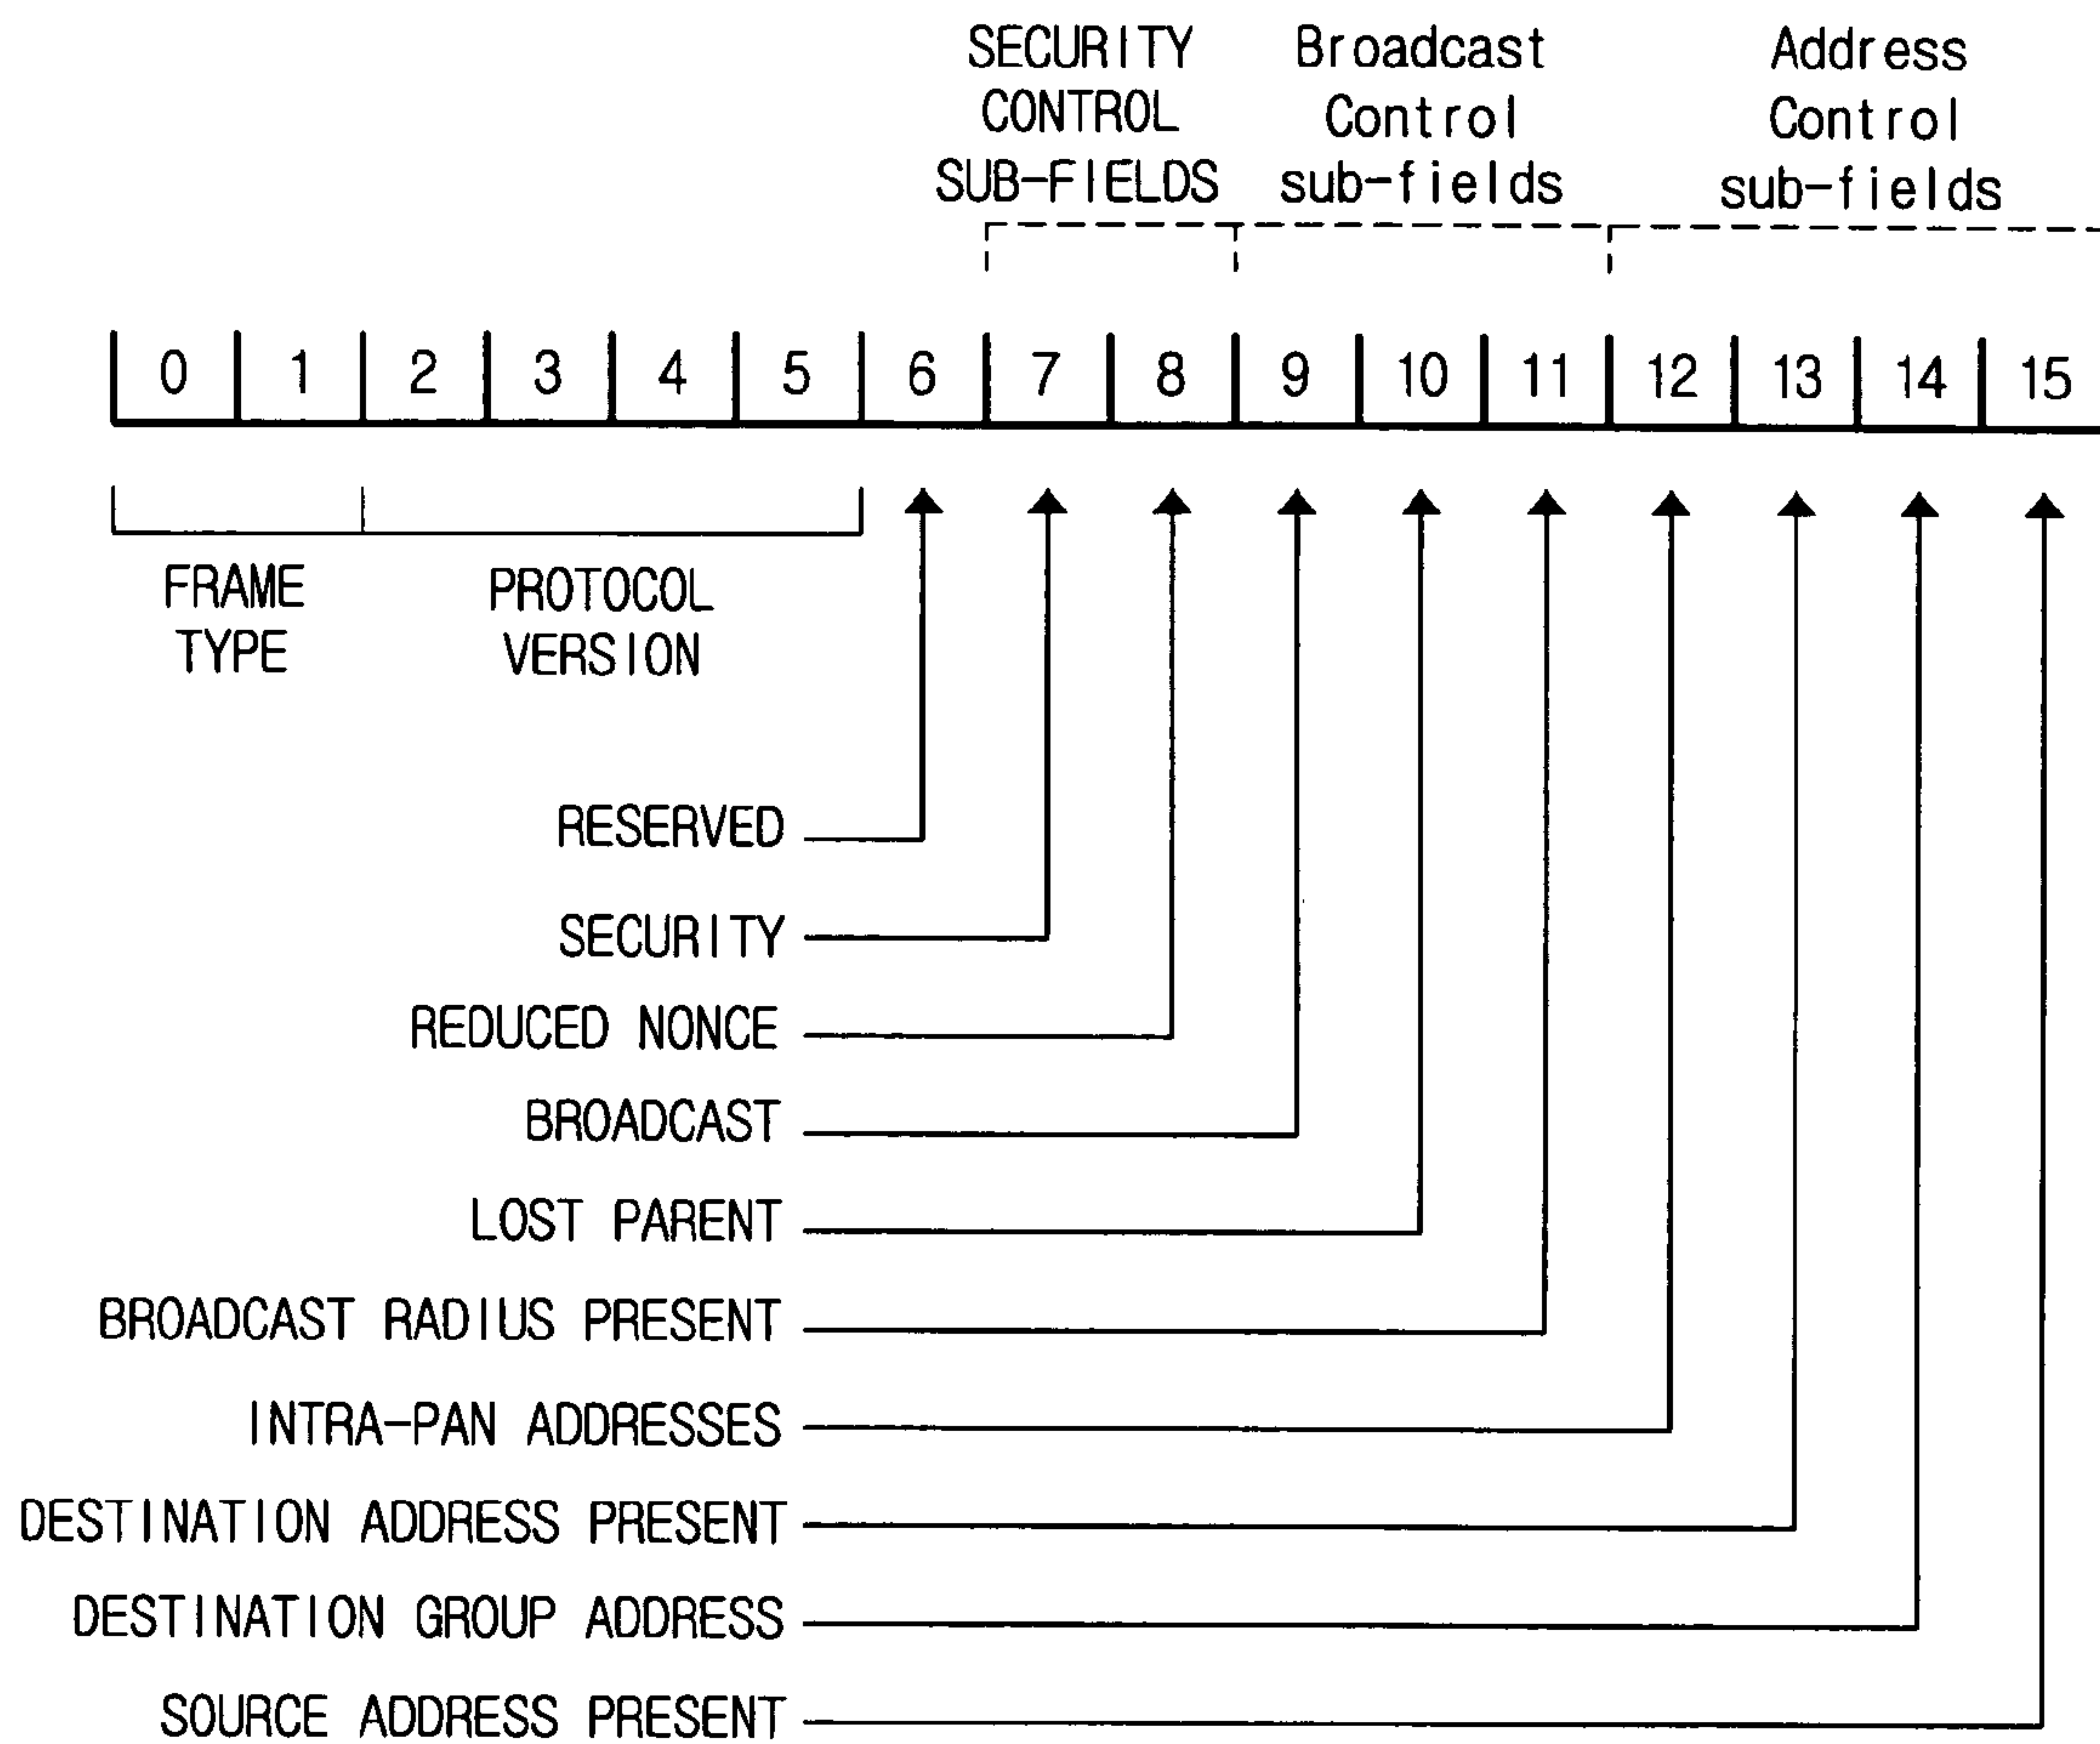 SECURITY
CONTROL
SUB-FIELDS
Broadcast
Control
sub-fields
Address
Control
sub-fields
0 1 2 3 4 5 6 7 8 9 10 11 12 13 14 15
FRAME
TYPE
PROTOCOL
VERSION
RESERVED
SECURITY
REDUCED NONCE
BROADCAST
LOST PARENT
BROADCAST RADIUS PRESENT
INTRA-PAN ADDRESSES
DESTINATION ADDRESS PRESENT
DESTINATION GROUP ADDRESS
SOURCE ADDRESS PRESENT